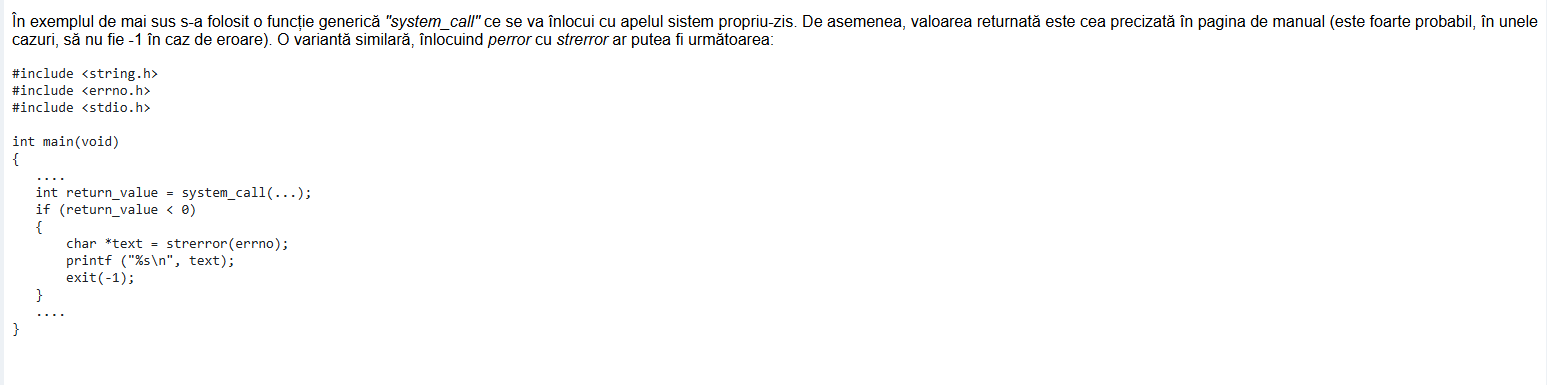 În exemplul de mai sus s-a folosit o funcție generică "system_call" ce se va înlocui cu apelul sistem propriu-zis. De asemenea, valoarea returnată este cea precizată în pagina de manual (este foarte probabil, în unele
cazuri, să nu fie -1 în caz de eroare). O variantă similară, înlocuind perror cu strerror ar putea fi următoarea:
#include <string.h>
#include <errno.h>
#include <stdio.h>
int main(void)
{
....
int return_value = system_call(...);
if (return_value < 0)
{
char *text = strerror(errno);
printf ("%s\n", text);
exit(-1);
}
....
}